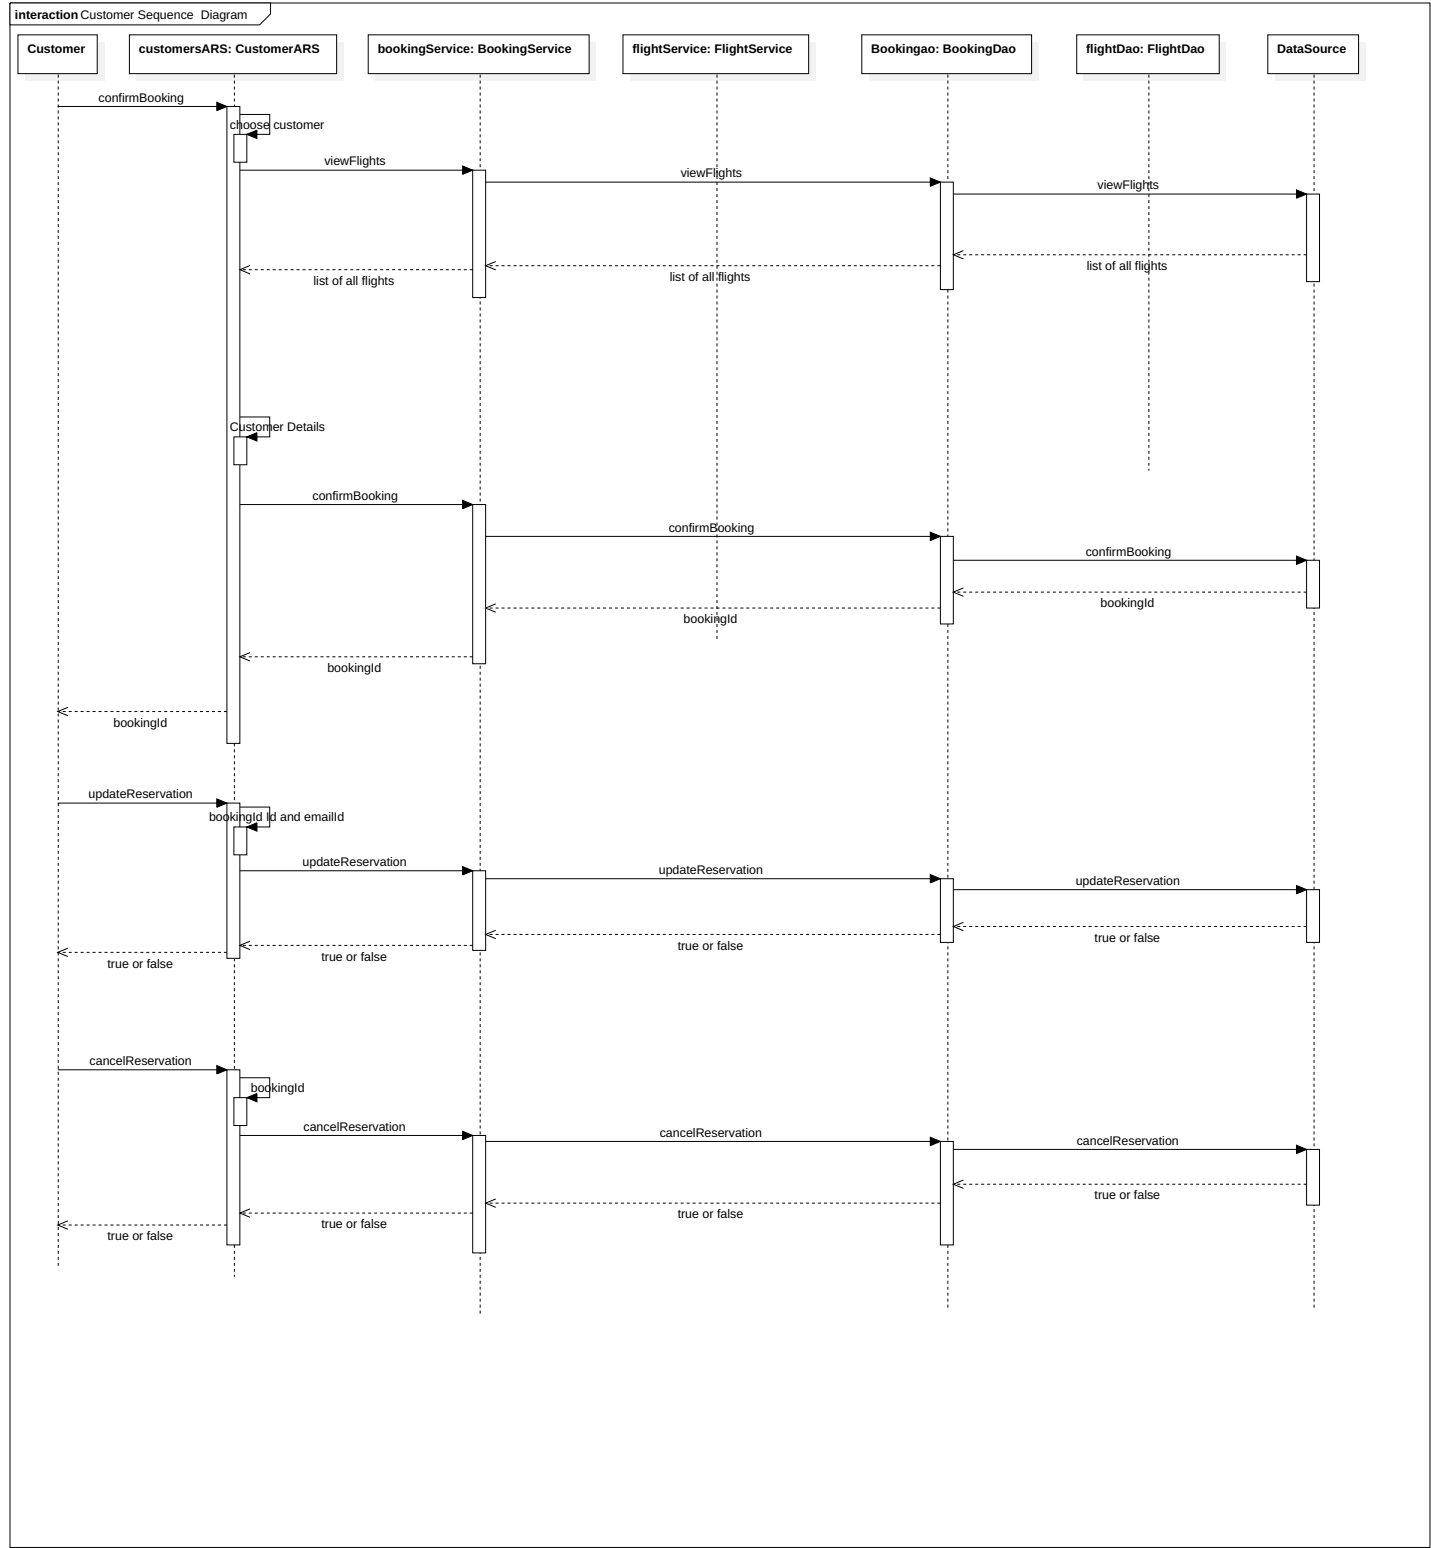 interaction Customer Sequence Diagram
Customer
customersARS: CustomerARS
bookingService: BookingService
flightService: FlightService
Bookingao: BookingDao
flightDao: FlightDao
DataSource
confirmBooking
choose customer
viewFlights
viewFlights
viewFlights
list of all flights
list of all flights
list of all flights
Customer Details
confirmBooking
confirmBooking
confirmBooking
bookingId
bookingId
bookingId
bookingId
updateReservation
bookingId Id and emailId
updateReservation
updateReservation
updateReservation
true or false
true or false
true or false
true or false
cancelReservation
bookingId
cancelReservation
cancelReservation
cancelReservation
true or false
true or false
true or false
true or false